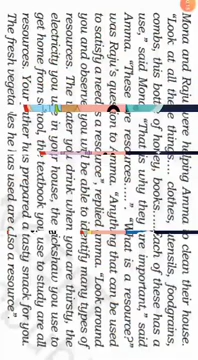 Mona and Raju were helping Amma to clean their house.
“Look at all these things.... clothes, utensils, foodgrains,
combs, this bottle of honey, books.... Each of these has a
use,” said Mona. “That is why they are important,” said
Amma. “These are resources.....” “What is a resource?”
was Raju's question to Amma. “Anything that can be used
to satisfy a need is a resource”, replied Amma. “Look around
you and observe, you will be able to identify many types of
resources. The water you drink when you are thirsty, the
electricity you use in your house, the rickshaw you use to
get home from school, the textbook you use to study are all
resources. Your father has prepared a tasty snack for you.
The fresh vegetables he has used are also a resource.”